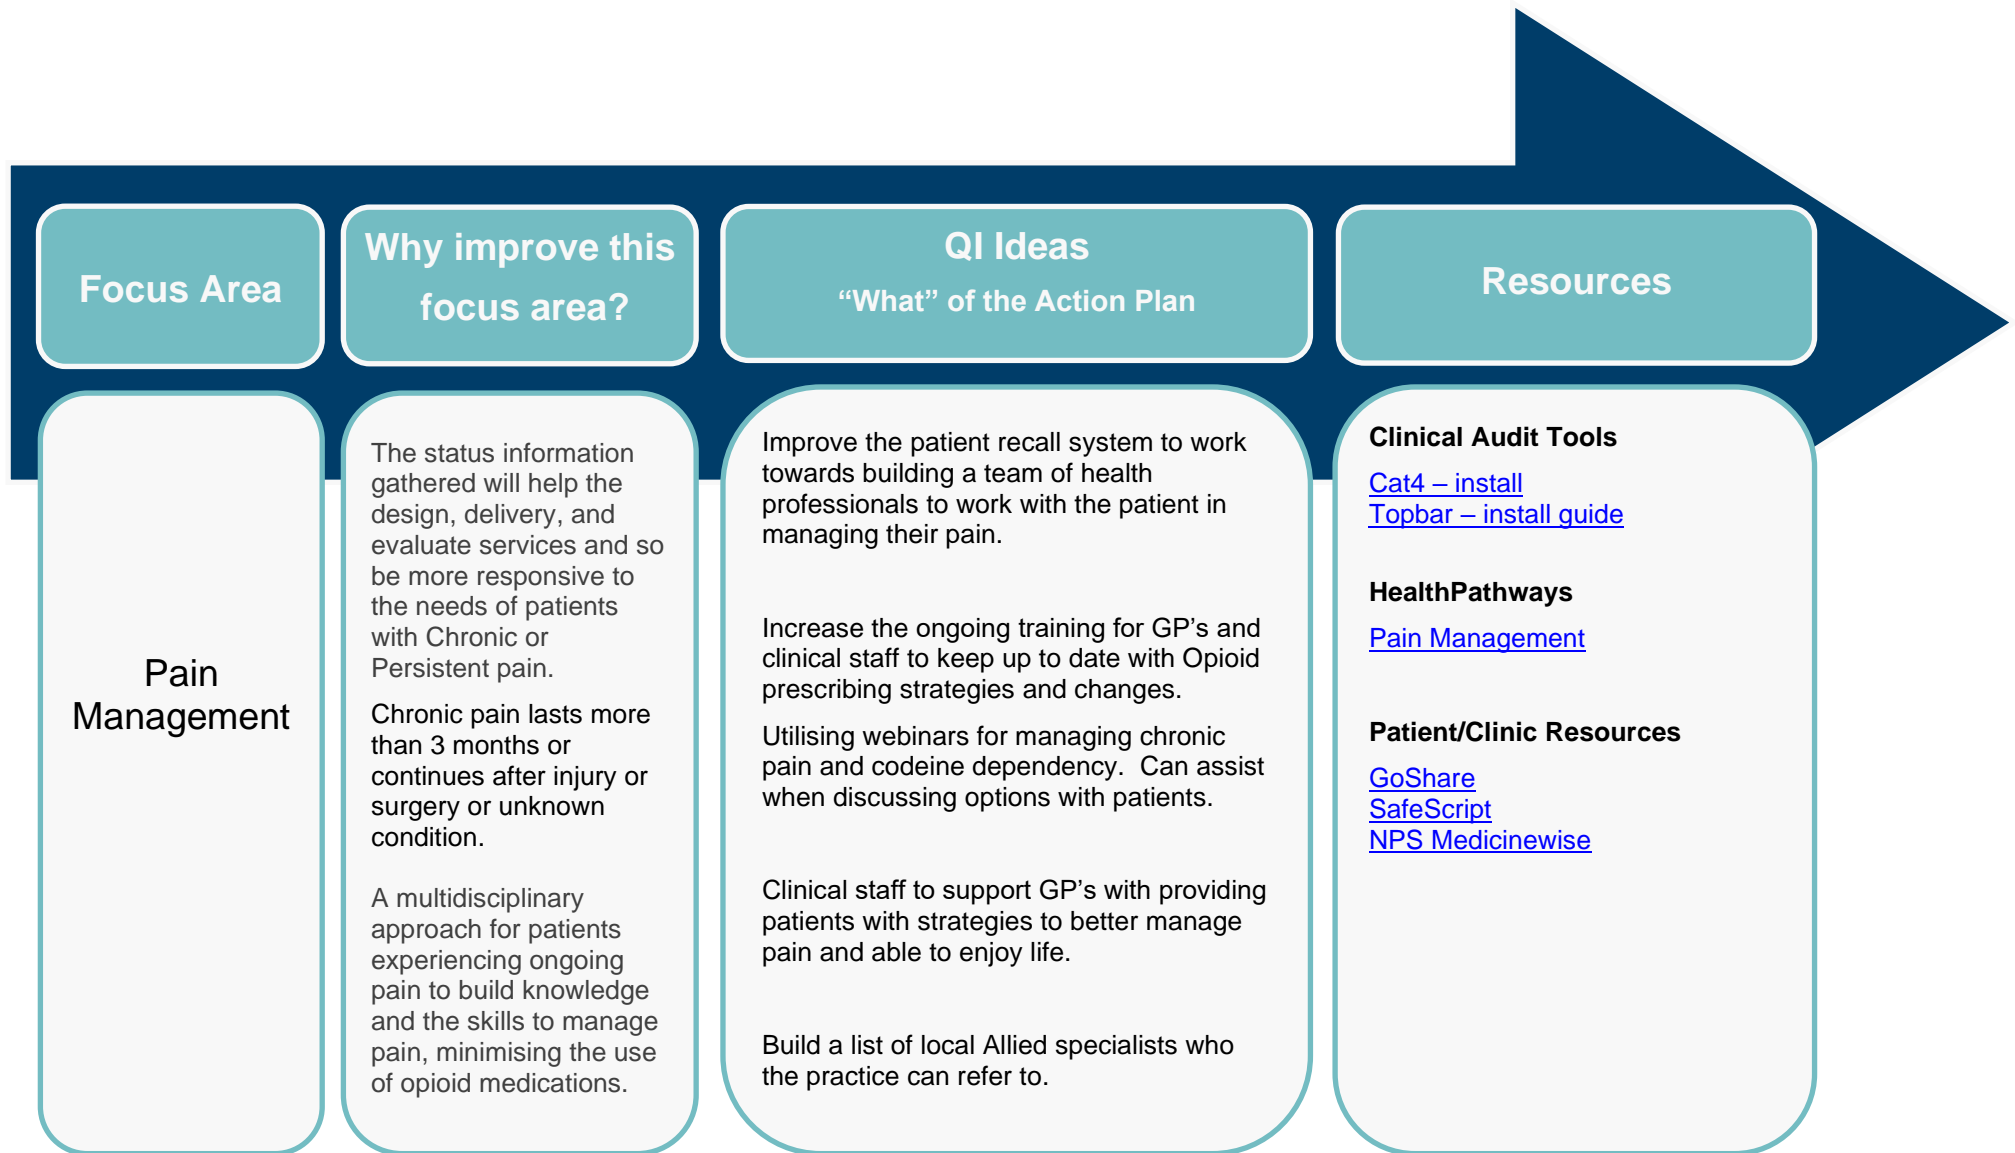 Focus Area
Why improve this
focus area?
QI Ideas
“What” of the Action Plan
Resources
Pain
Management
The status information
gathered will help the
design, delivery, and
evaluate services and so
be more responsive to
the needs of patients
with Chronic or
Persistent pain.
Chronic pain lasts more
than 3 months or
continues after injury or
surgery or unknown
condition.
A multidisciplinary
approach for patients
experiencing ongoing
pain to build knowledge
and the skills to manage
pain, minimising the use
of opioid medications.
Improve the patient recall system to work
towards building a team of health
professionals to work with the patient in
managing their pain.
Increase the ongoing training for GP’s and
clinical staff to keep up to date with Opioid
prescribing strategies and changes.
Utilising webinars for managing chronic
pain and codeine dependency.  Can assist
when discussing options with patients.
Clinical staff to support GP’s with providing
patients with strategies to better manage
pain and able to enjoy life.
Build a list of local Allied specialists who
the practice can refer to.
Clinical Audit Tools
Cat4 – install
Topbar – install guide
HealthPathways
Pain Management
Patient/Clinic Resources
GoShare
SafeScript
NPS Medicinewise